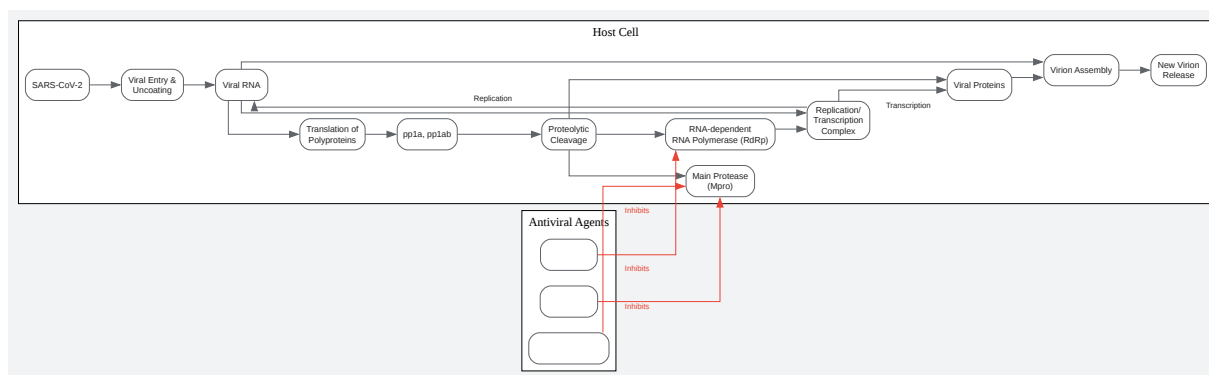 Host Cell
SARS-CoV-2
Viral Entry &
Uncoating
Viral RNA
Translation of
Polyproteins
pp1a, pp1ab
Proteolytic
Cleavage
RNA-dependent
RNA Polymerase (RdRp)
Main Protease
(Mpro)
Replication
Replication/
Transcription
Complex
Transcription
Viral Proteins
Virion Assembly
New Virion
Release
Antiviral Agents
Inhibits
Inhibits
Inhibits